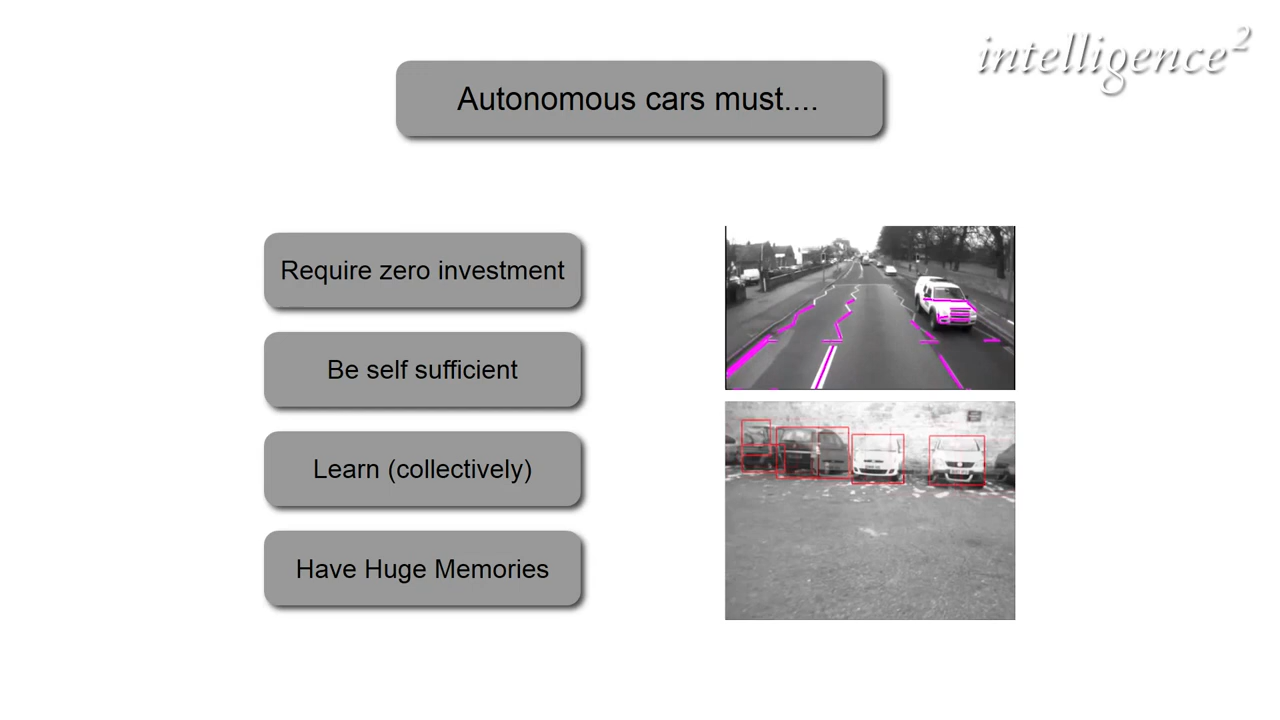 intelligence²
Autonomous cars must....
Require zero investment
Be self sufficient
Learn (collectively)
Have Huge Memories